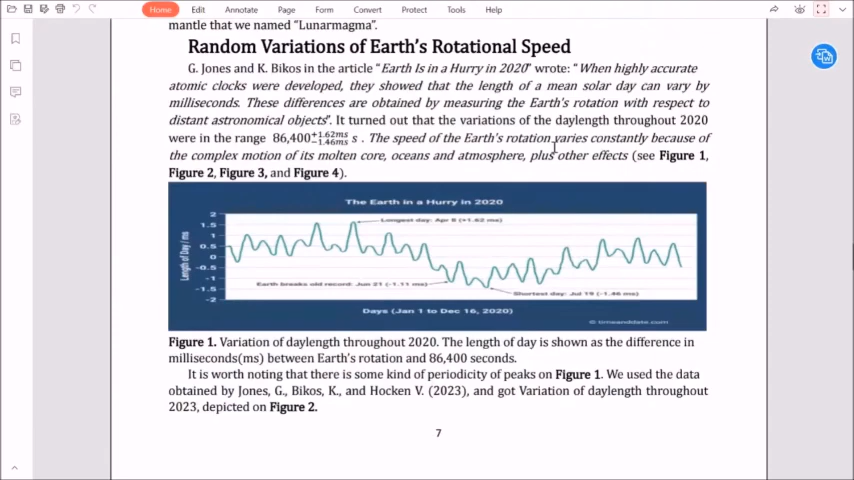 Home Edit Annotate Page Form Convert Protect Tools Help
mantle that we named “Lunarmagma”.
Random Variations of Earth’s Rotational Speed
G. Jones and K. Bikos in the article “Earth Is in a Hurry in 2020” wrote: “When highly accurate
atomic clocks were developed, they showed that the length of a mean solar day can vary by
milliseconds. These differences are obtained by measuring the Earth’s rotation with respect to
distant astronomical objects”. It turned out that the variations of the daylength throughout 2020
were in the range 86,400+1.62ms −1.46ms s . The speed of the Earth’s rotation varies constantly because of
the complex motion of its molten core, oceans and atmosphere, plus other effects (see Figure 1,
Figure 2, Figure 3, and Figure 4).
The Earth in a Hurry in 2020
Length of Day / ms
2
1.5
1
0.5
0
-0.5
-1
-1.5
-2
Longest day: Apr 8 (+1.62 ms)
Earth breaks old record: Jun 21 (-1.11 ms)
Shortest day: Jul 19 (-1.46 ms)
Days (Jan 1 to Dec 16, 2020)
© timeanddate.com
Figure 1. Variation of daylength throughout 2020. The length of day is shown as the difference in
milliseconds(ms) between Earth’s rotation and 86,400 seconds.
It is worth noting that there is some kind of periodicity of peaks on Figure 1. We used the data
obtained by Jones, G., Bikos, K., and Hocken V. (2023), and got Variation of daylength throughout
2023, depicted on Figure 2.
7